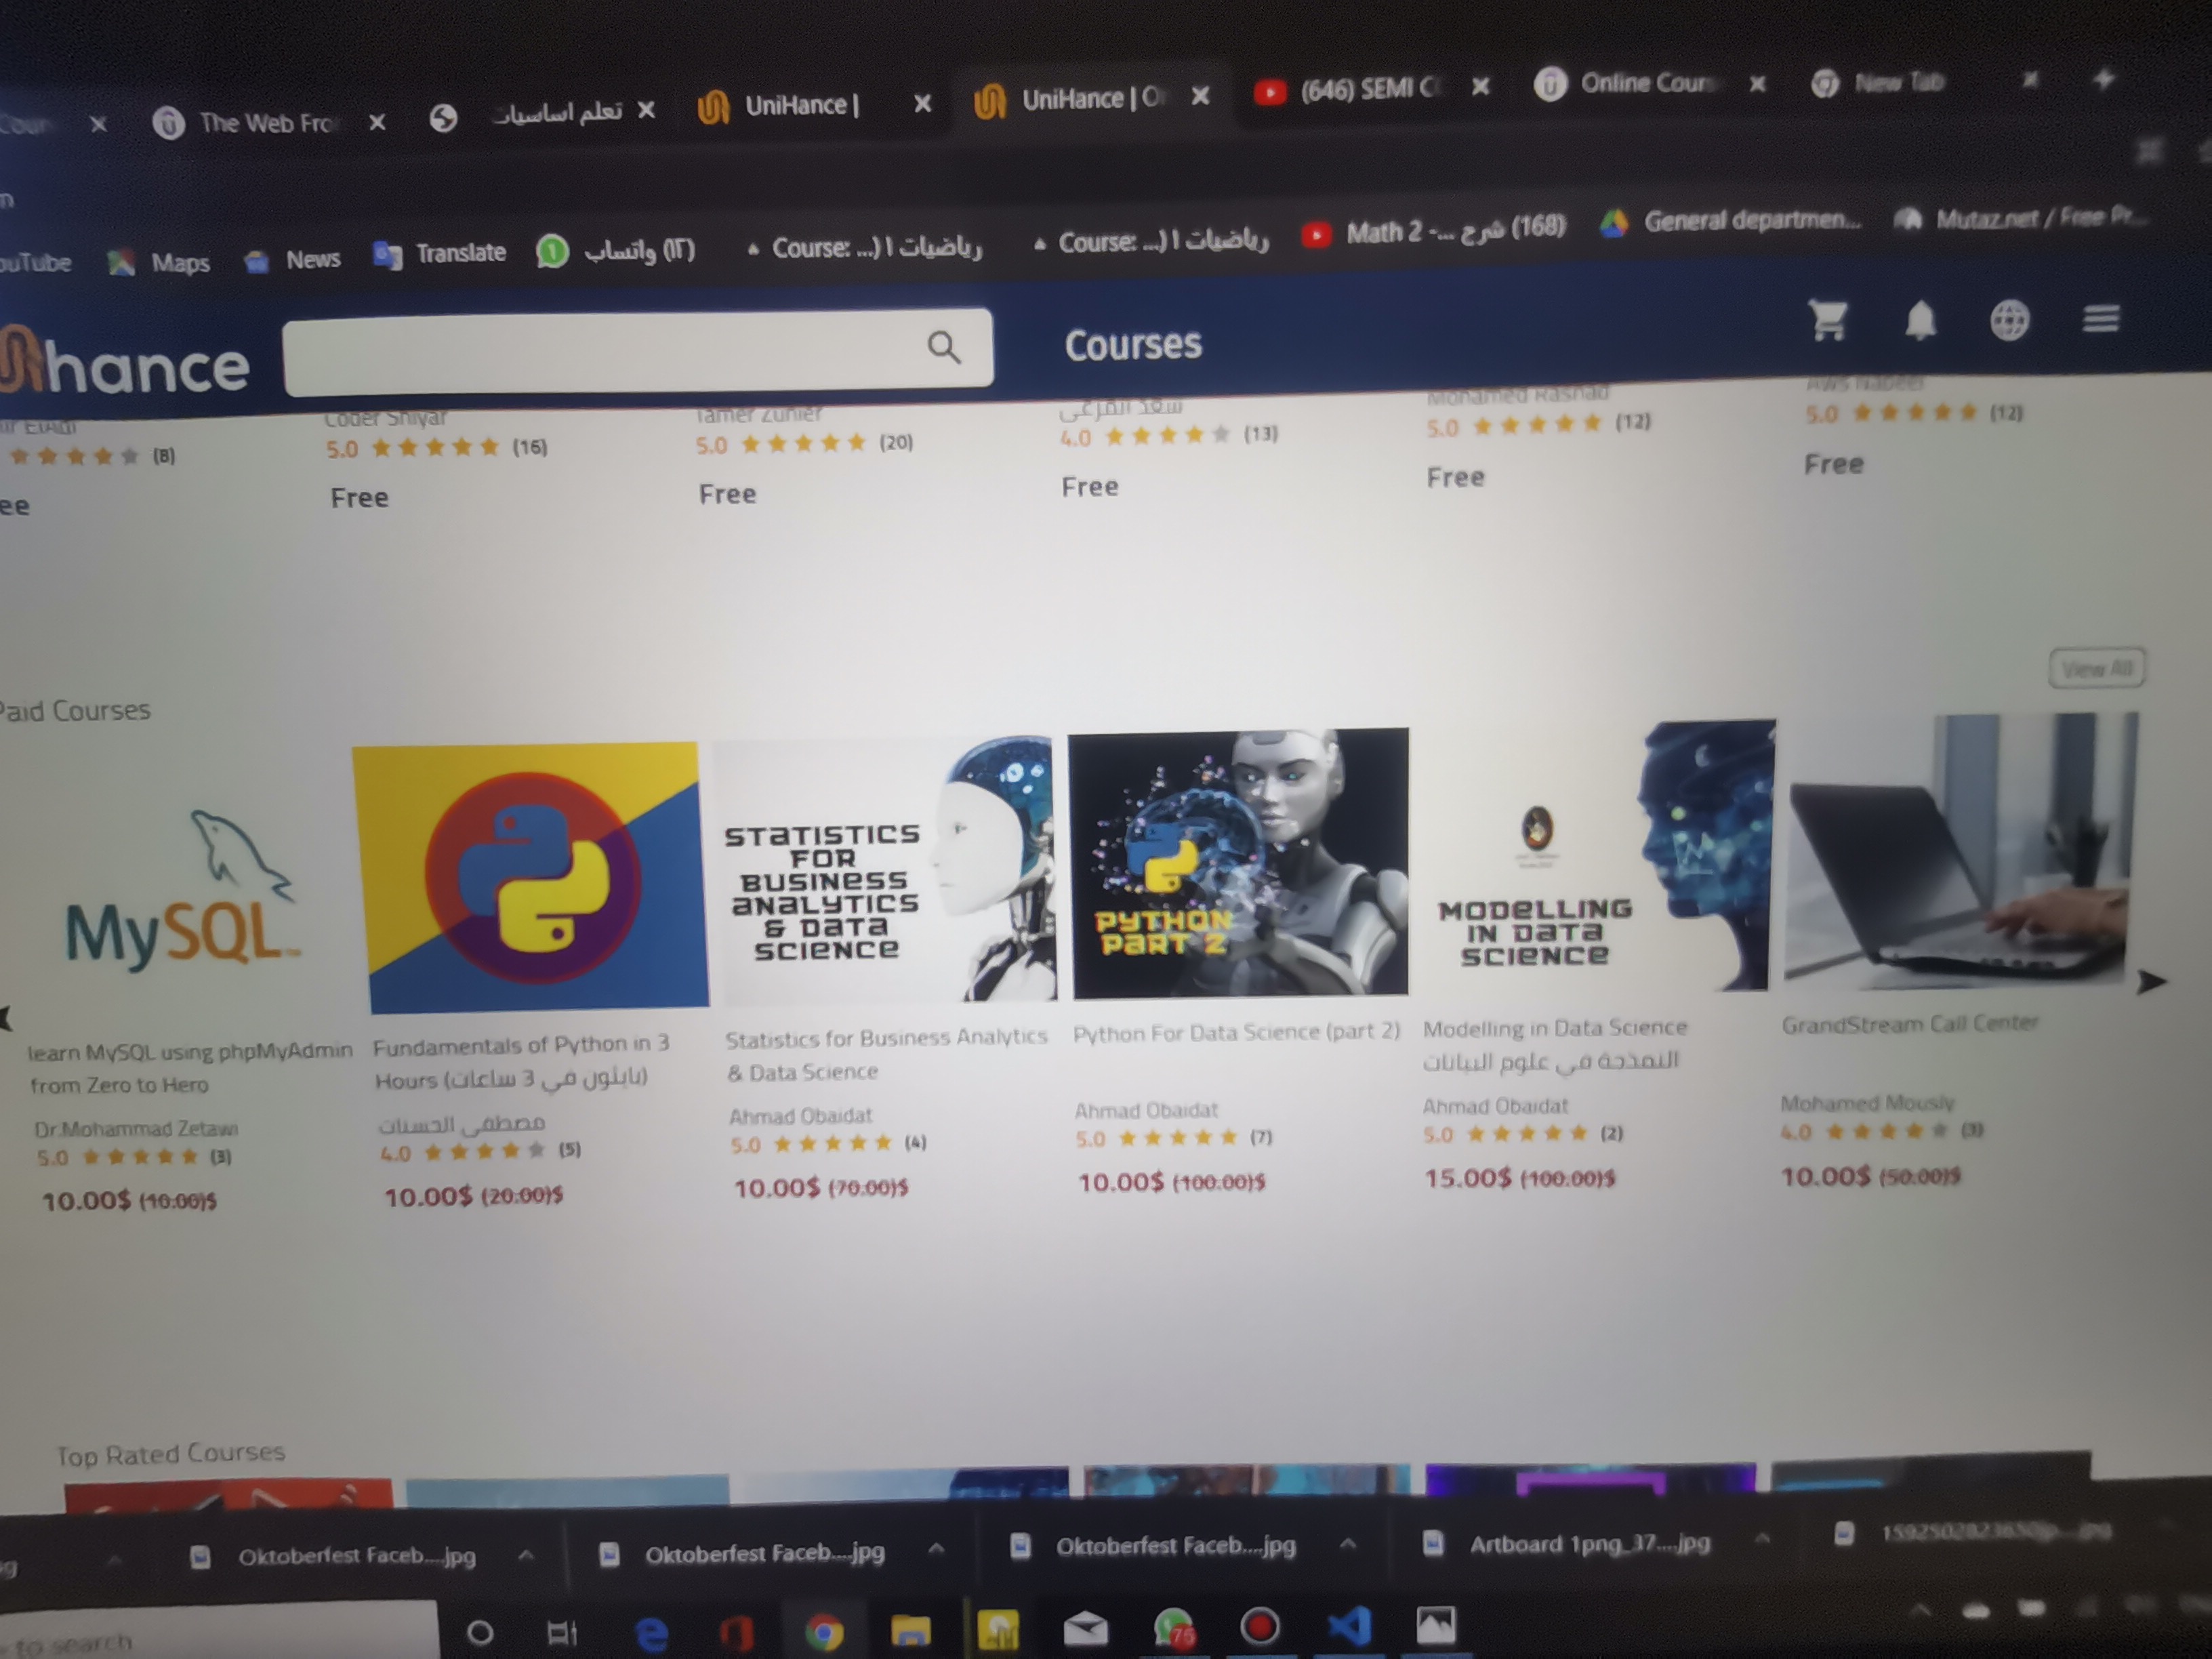 The Web Fro
تعلم اساسيات
UniHance |
UniHance | O
(646) SEMI C
Online Cour
New Tab
ouTube
Maps
News
Translate
(١٢) واتساب
Course: ...) ١ رياضيات
Course: ...) ١ رياضيات
Math 2 -... شرح (168)
General departmen...
Mutaz.net / Free Pr...
hance
Courses
Coder Shiyar
Tamer Zunier
سعد القزعي
Mohamed Rashad
Aws Nabeel
(8)
5.0 (16)
5.0 (20)
4.0 (13)
5.0 (12)
5.0 (12)
ee
Free
Free
Free
Free
Free
View All
Paid Courses
MySQL
STATISTICS
FOR
BUSINESS
ANALYTICS
& DATA
SCIENCE
PYTHON
PART 2
MODELLING
IN DATA
SCIENCE
learn MySQL using phpMyAdmin
from Zero to Hero
Dr.Mohammad Zetawi
5.0 (3)
10.00$ (10.00)$
Fundamentals of Python in 3
Hours (بايثون في 3 ساعات)
مصطفى الحسنات
4.0 (5)
10.00$ (20.00)$
Statistics for Business Analytics
& Data Science
Ahmad Obaidat
5.0 (4)
10.00$ (70.00)$
Python For Data Science (part 2)
Ahmad Obaidat
5.0 (7)
10.00$ (100.00)$
Modelling in Data Science
النمذجة في علوم البيانات
Ahmad Obaidat
5.0 (2)
15.00$ (100.00)$
GrandStream Call Center
Mohamed Mously
4.0 (3)
10.00$ (50.00)$
Top Rated Courses
Oktoberfest Faceb....jpg
Oktoberfest Faceb....jpg
Oktoberfest Faceb....jpg
Artboard 1png_37....jpg
to search
75